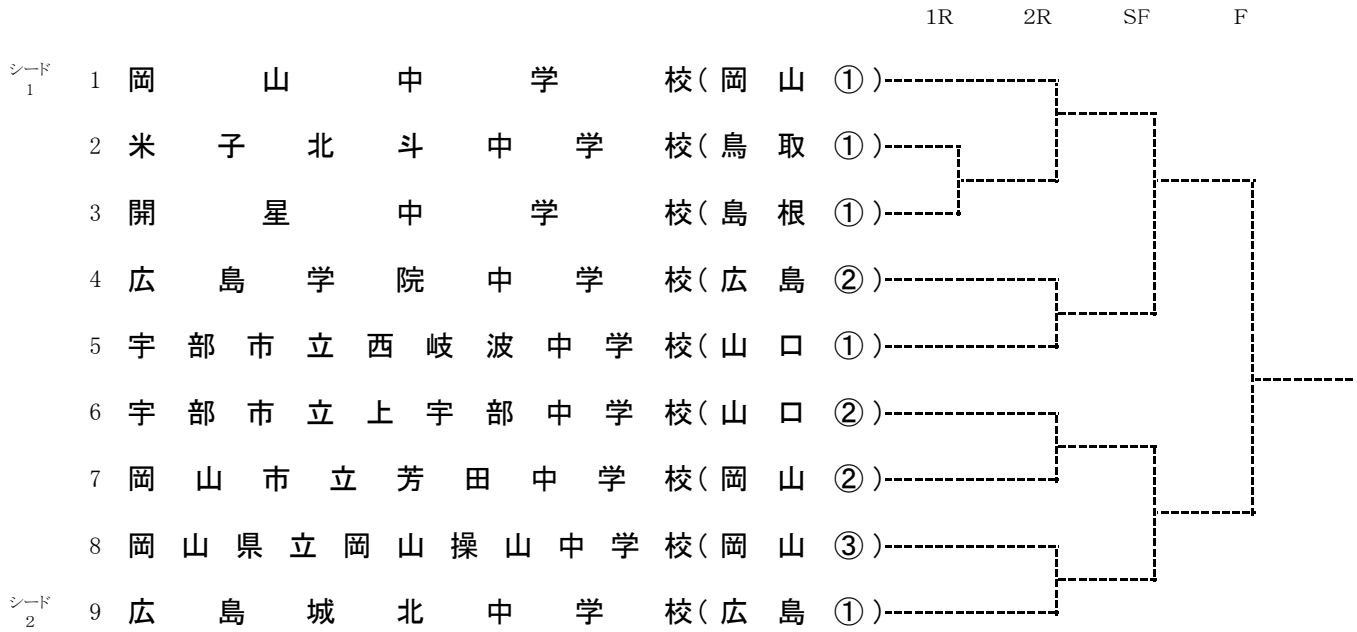 1R 2R SF F
シード1 1 岡山中学校(岡山①)
2 米子北斗中学校(鳥取①)
3 開星中学校(島根①)
4 広島学院中学校(広島②)
5 宇部市立西岐波中学校(山口①)
6 宇部市立上宇部中学校(山口②)
7 岡山市立芳田中学校(岡山②)
8 岡山県立岡山操山中学校(岡山③)
シード2 9 広島城北中学校(広島①)